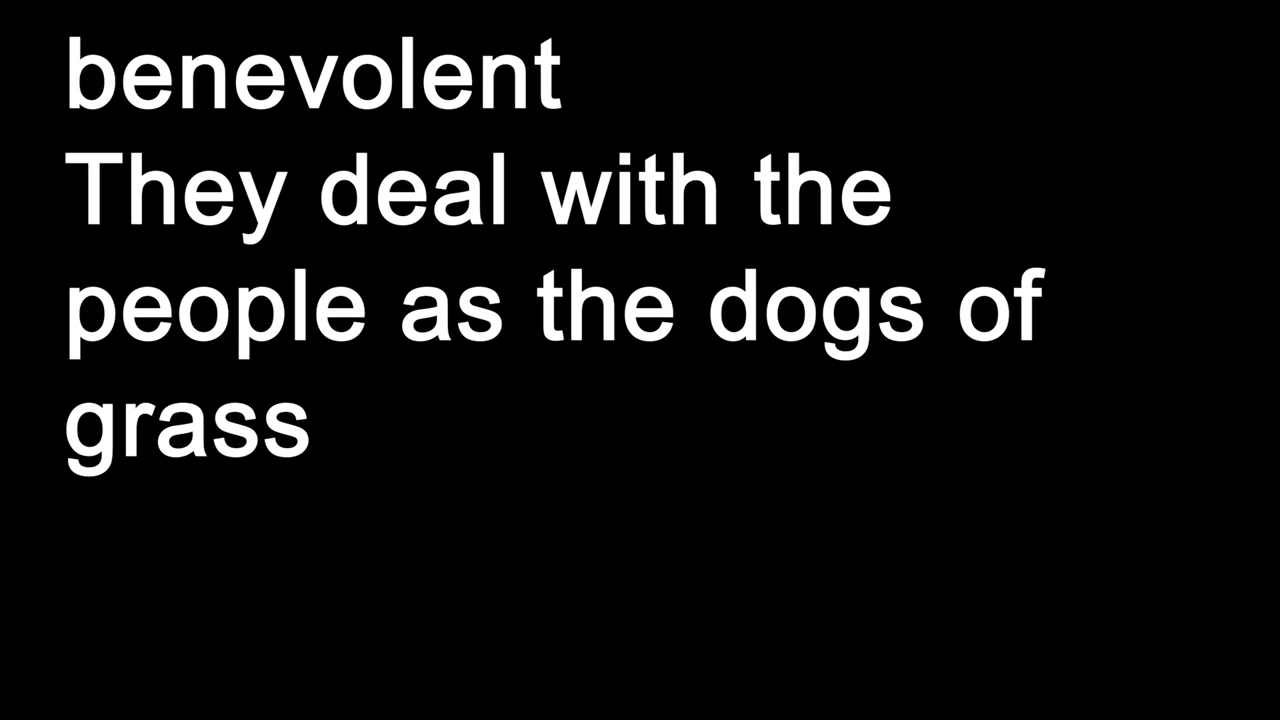 benevolent
They deal with the
people as the dogs of
grass